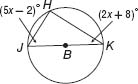 (5x – 2)°
H
(2x + 8)°
J
B
K